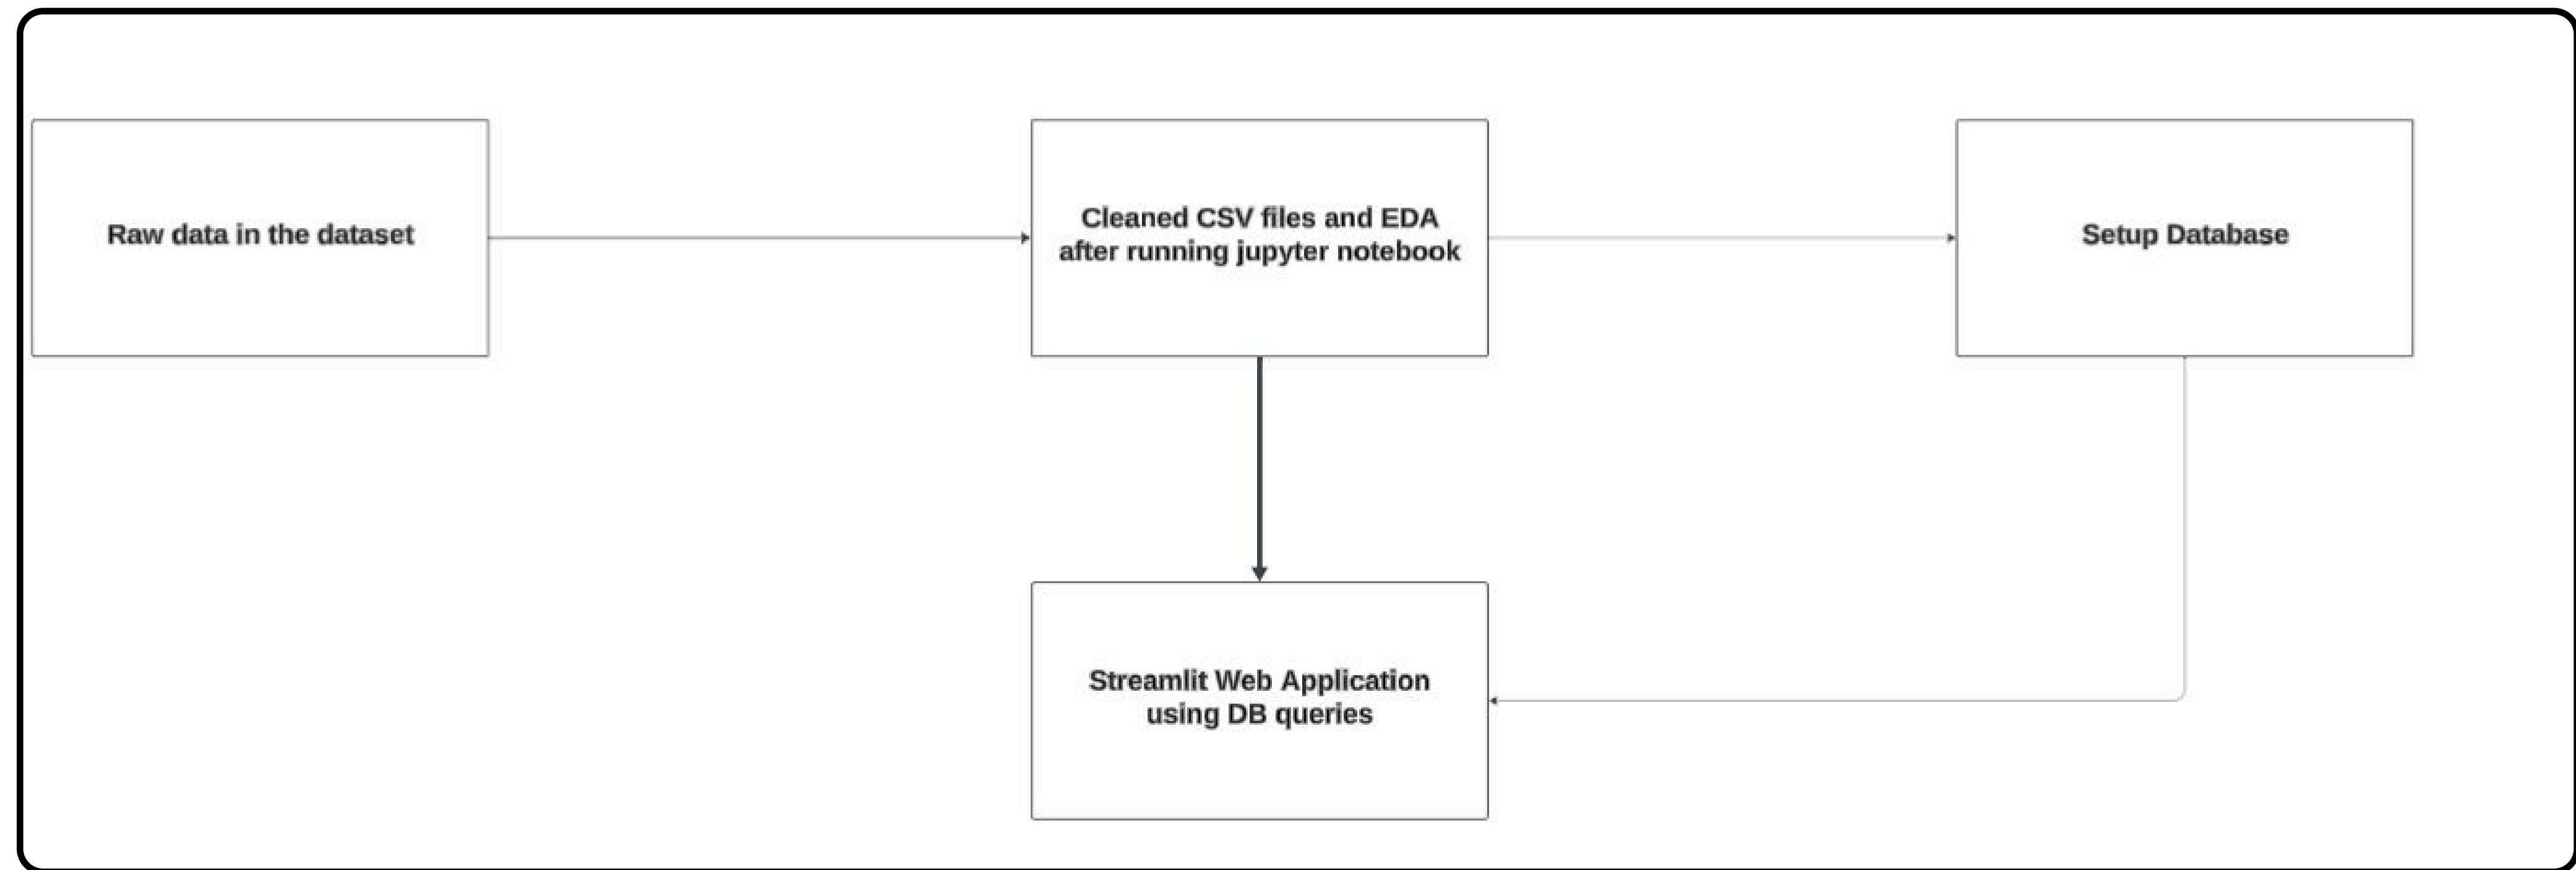 Raw data in the dataset
Cleaned CSV files and EDA
after running jupyter notebook
Setup Database
Streamlit Web Application
using DB queries